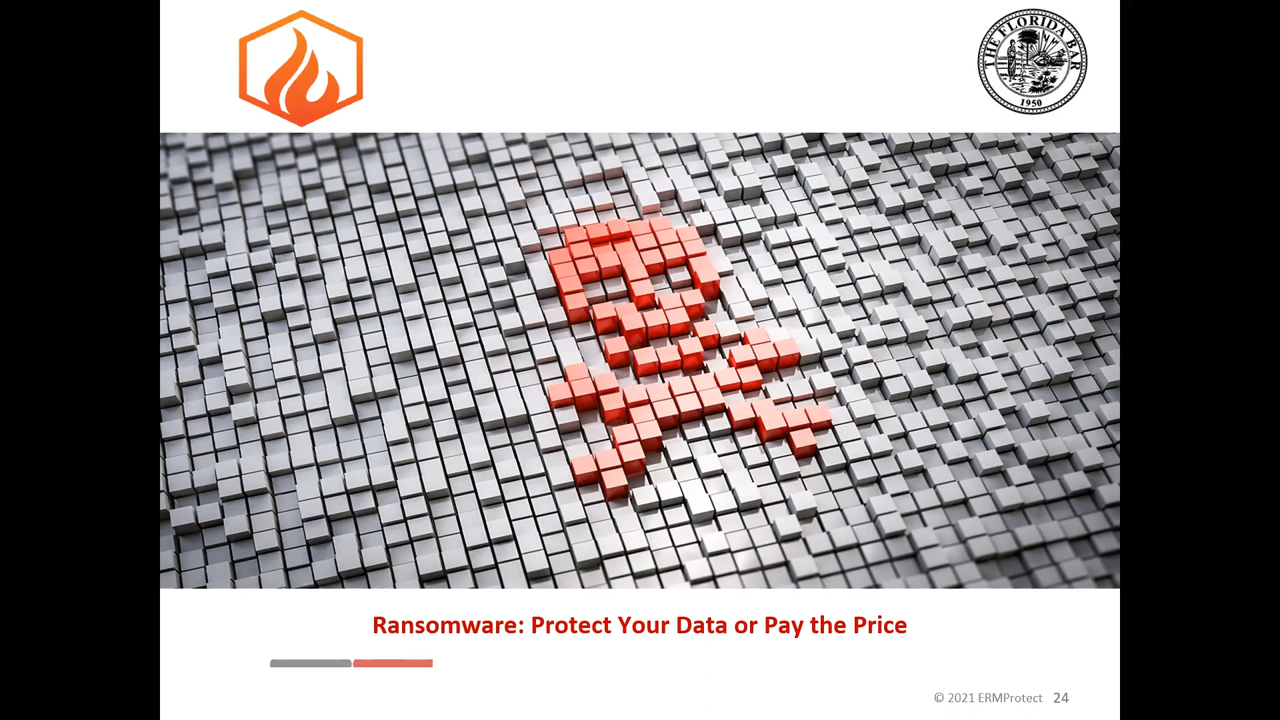 THE FLORIDA BAR
1950
Ransomware: Protect Your Data or Pay the Price
© 2021 ERMProtect 24